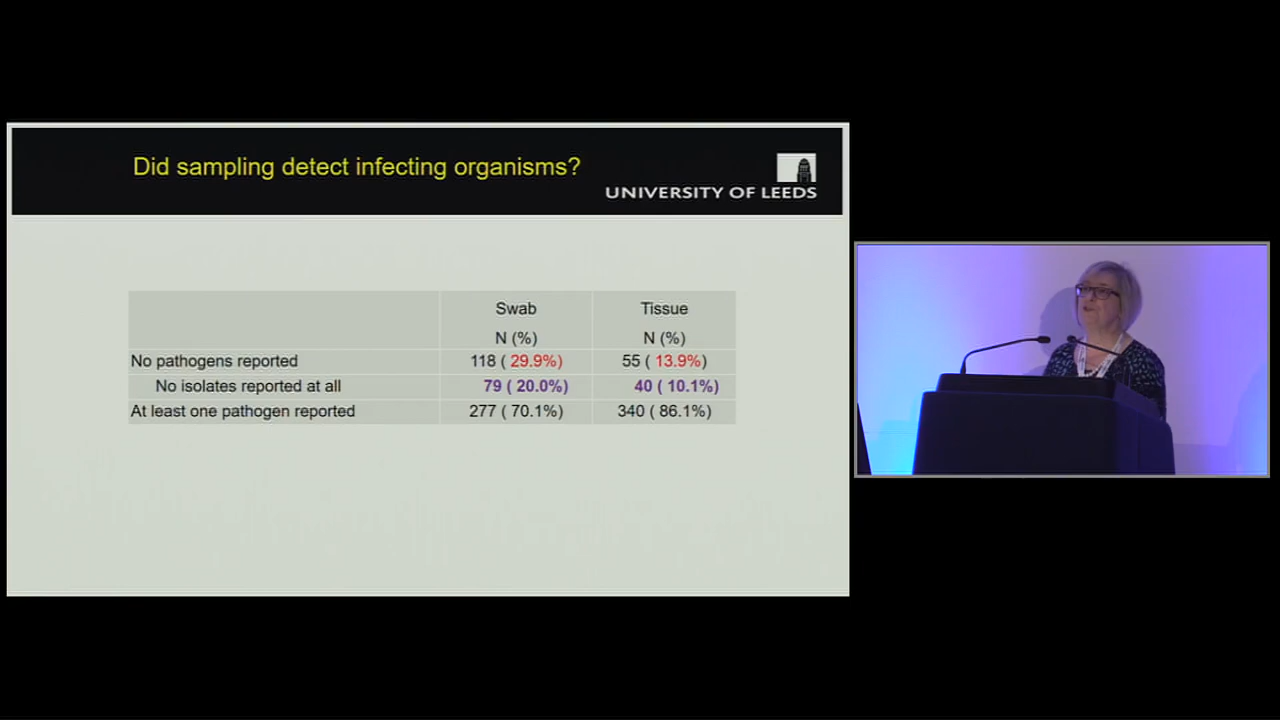 Did sampling detect infecting organisms?
UNIVERSITY OF LEEDS
Swab Tissue
N (%) N (%)
No pathogens reported 118 ( 29.9%) 55 ( 13.9%)
No isolates reported at all 79 ( 20.0%) 40 ( 10.1%)
At least one pathogen reported 277 ( 70.1%) 340 ( 86.1%)